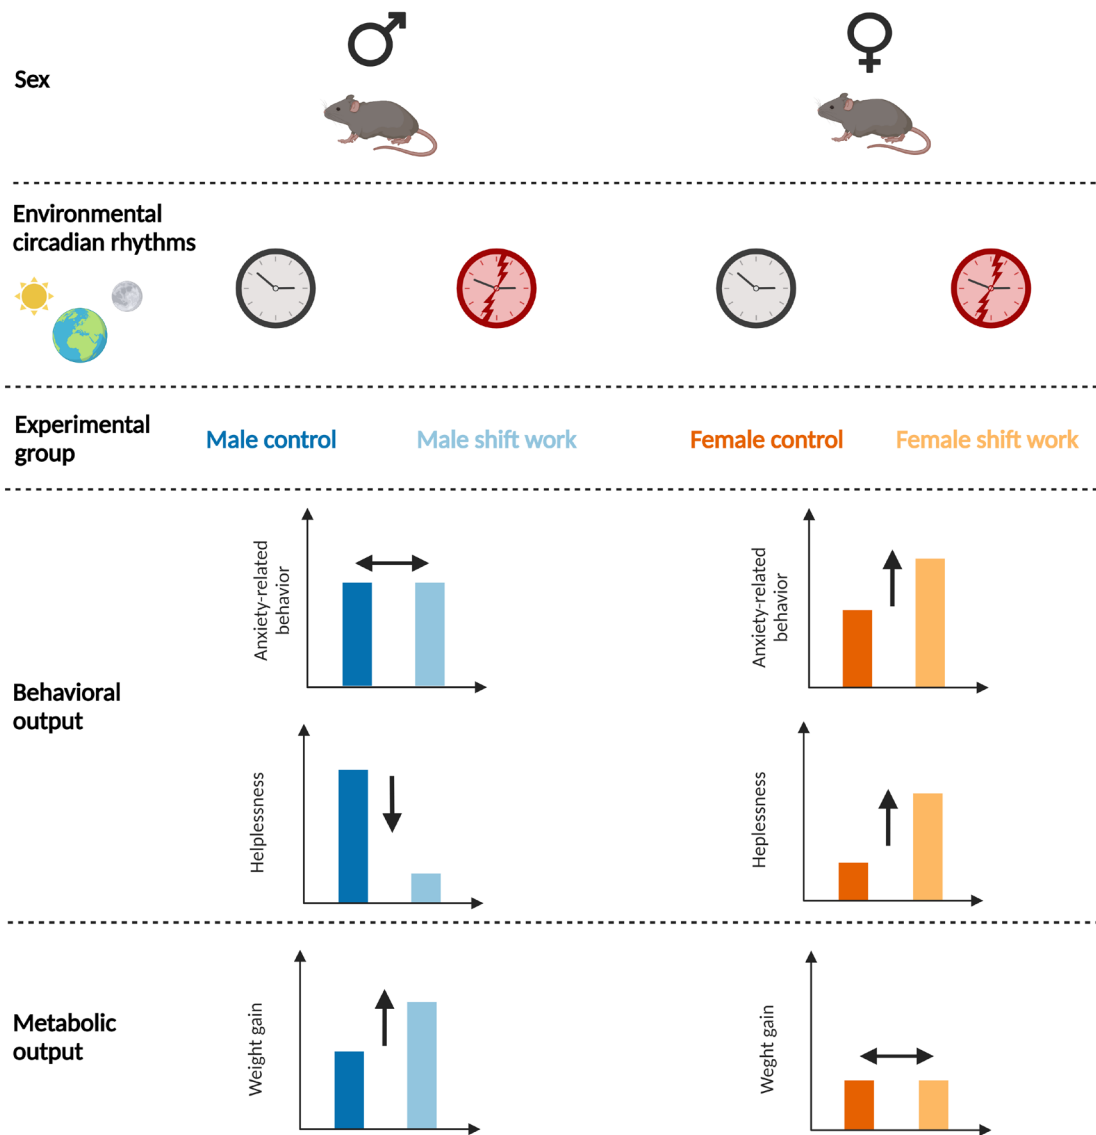 Sex
Environmental
circadian rhythms
Experimental
group
Male control
Male shift work
Female control
Female shift work
Behavioral
output
Anxiety-related
behavior
Anxiety-related
behavior
Helplessness
Heplessness
Metabolic
output
Weight gain
Weght gain